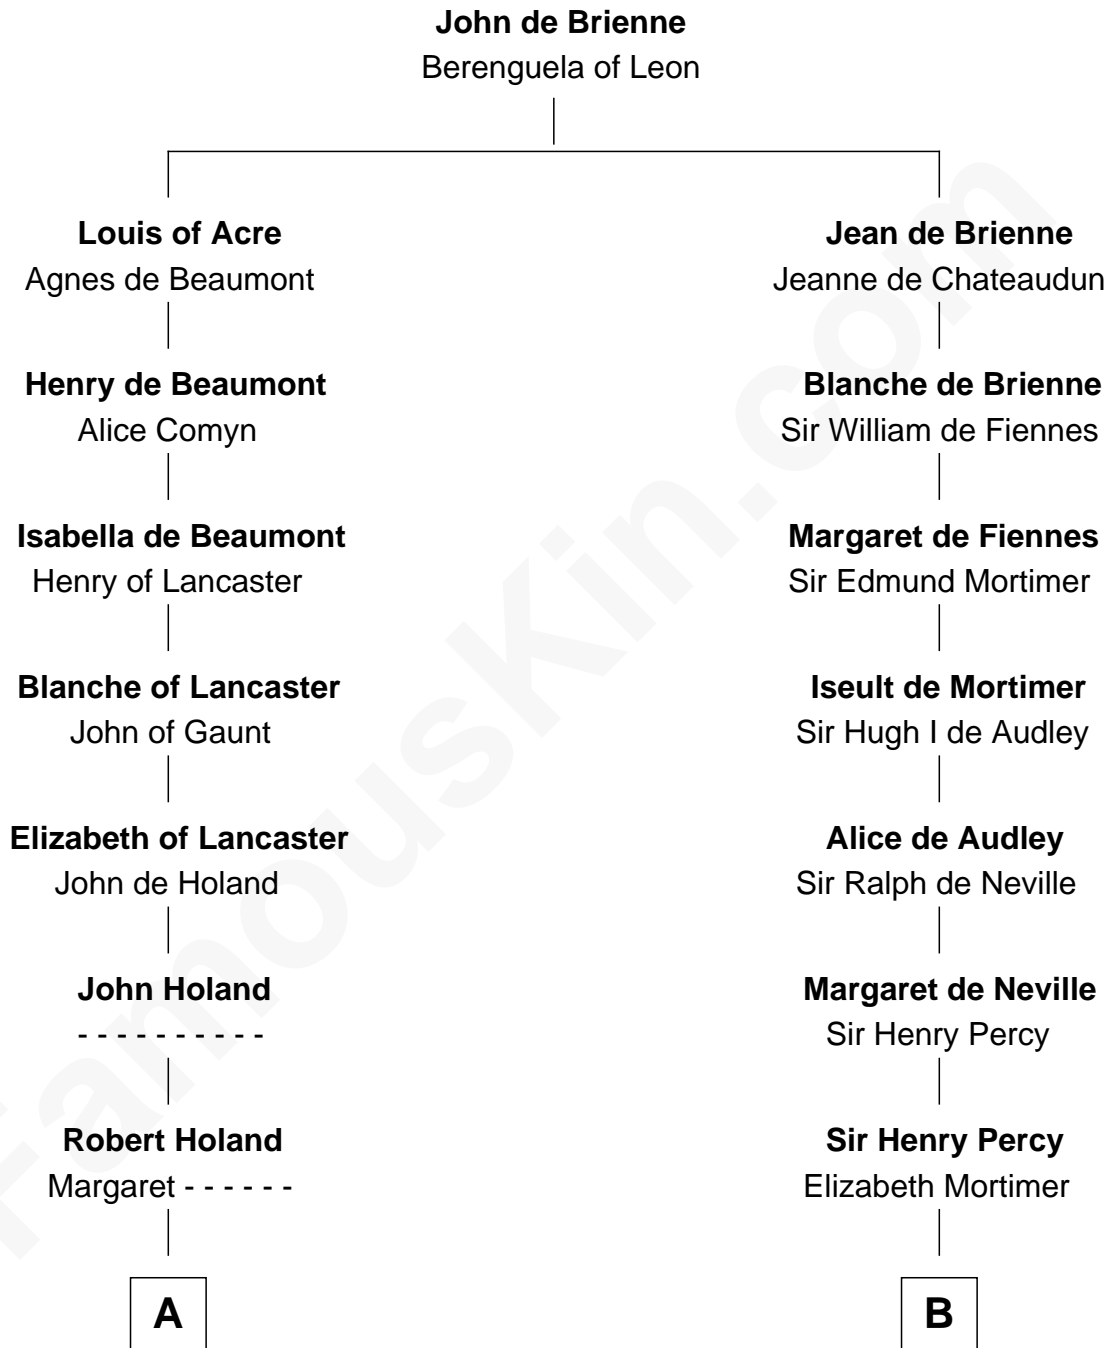 John de Brienne
Berenguela of Leon
Louis of Acre
Agnes de Beaumont
Henry de Beaumont
Alice Comyn
Isabella de Beaumont
Henry of Lancaster
Blanche of Lancaster
John of Gaunt
Elizabeth of Lancaster
John de Holand
John Holand
- - - - - - - - - -
Robert Holand
Margaret - - - - - -
A
Jean de Brienne
Jeanne de Chateaudun
Blanche de Brienne
Sir William de Fiennes
Margaret de Fiennes
Sir Edmund Mortimer
Iseult de Mortimer
Sir Hugh I de Audley
Alice de Audley
Sir Ralph de Neville
Margaret de Neville
Sir Henry Percy
Sir Henry Percy
Elizabeth Mortimer
B
FamousKin.com